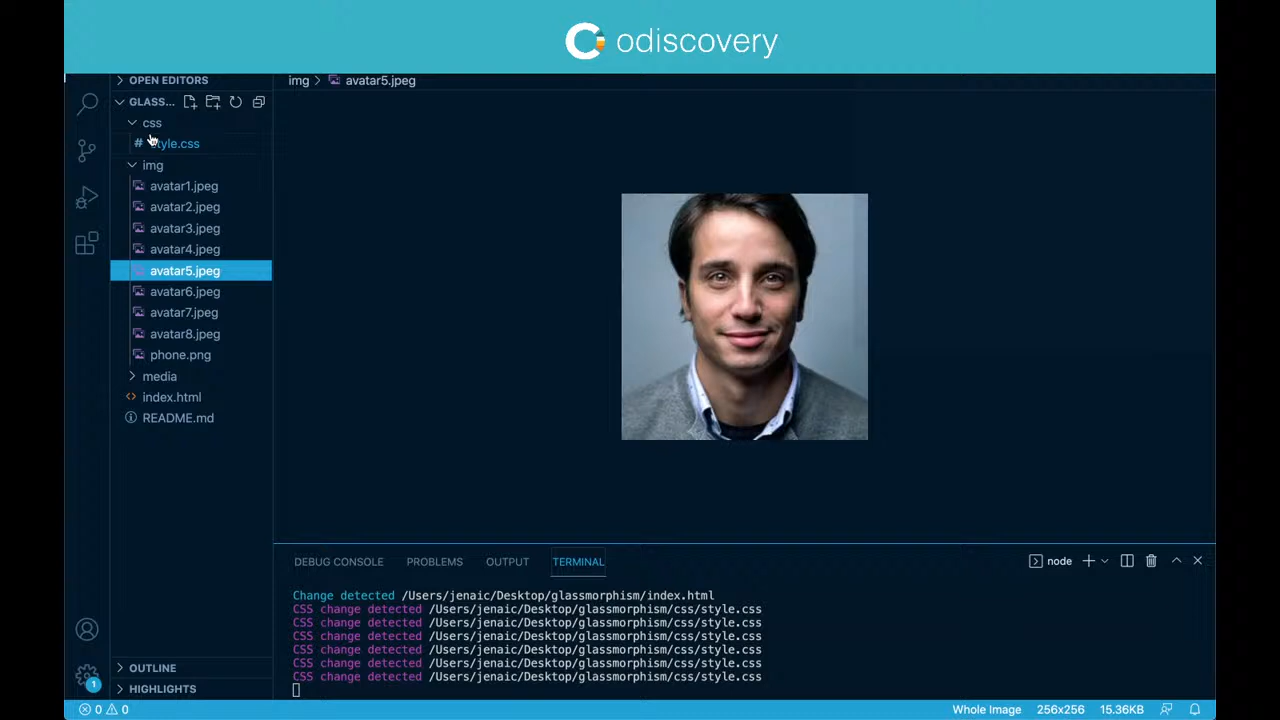 Codiscovery
OPEN EDITORS
img > avatar5.jpeg
GLASS...
css
# style.css
img
avatar1.jpeg
avatar2.jpeg
avatar3.jpeg
avatar4.jpeg
avatar5.jpeg
avatar6.jpeg
avatar7.jpeg
avatar8.jpeg
phone.png
media
index.html
README.md
DEBUG CONSOLE PROBLEMS OUTPUT TERMINAL
node
Change detected /Users/jenaic/Desktop/glassmorphism/index.html
CSS change detected /Users/jenaic/Desktop/glassmorphism/css/style.css
CSS change detected /Users/jenaic/Desktop/glassmorphism/css/style.css
CSS change detected /Users/jenaic/Desktop/glassmorphism/css/style.css
CSS change detected /Users/jenaic/Desktop/glassmorphism/css/style.css
CSS change detected /Users/jenaic/Desktop/glassmorphism/css/style.css
CSS change detected /Users/jenaic/Desktop/glassmorphism/css/style.css
OUTLINE
HIGHLIGHTS
1
0 0
Whole Image 256x256 15.36KB